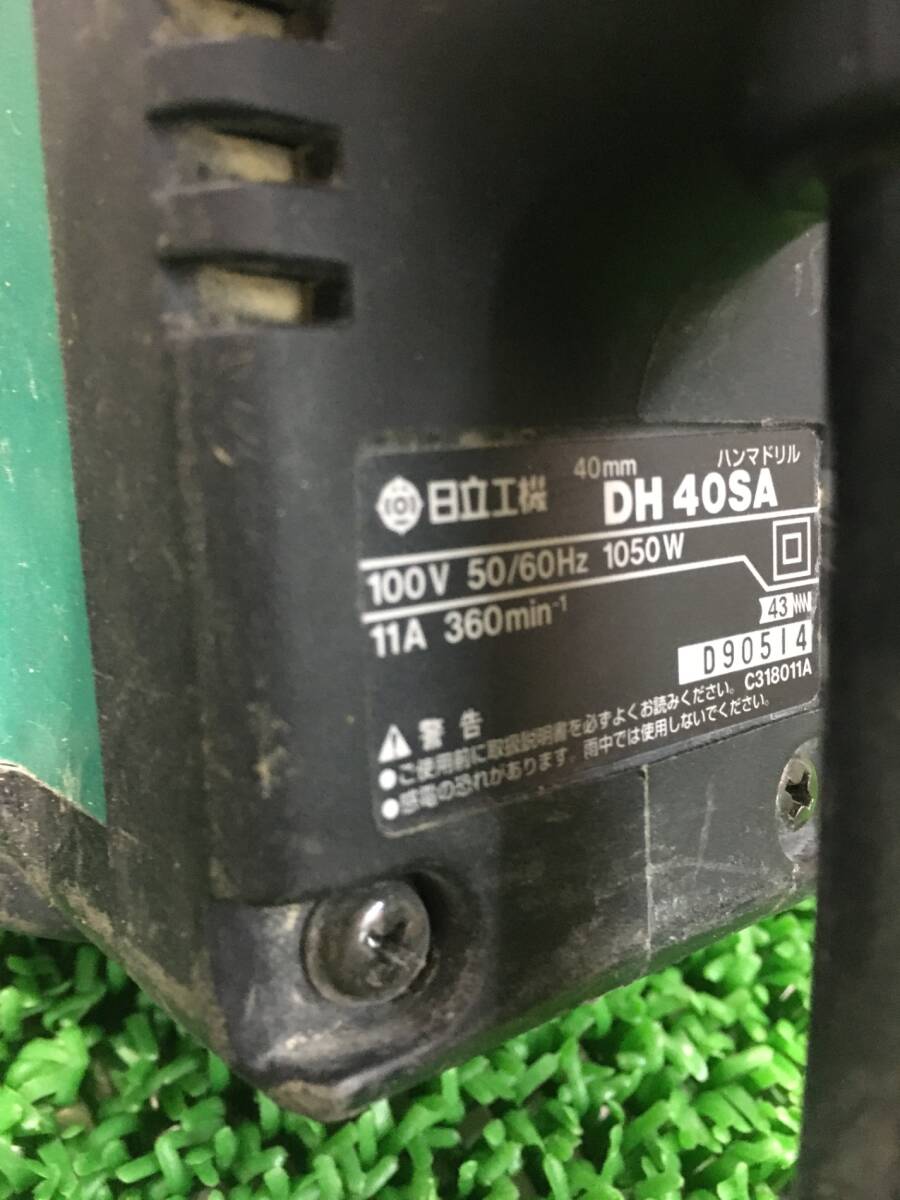 日立工機 40mm ハンマドリル
DH 40SA
100V 50/60Hz 1050W
11A 360min⁻¹
43
D90514
C318011A
警告
●ご使用前に取扱説明書を必ずよくお読みください。
●感電の恐れがあります。雨中では使用しないでください。